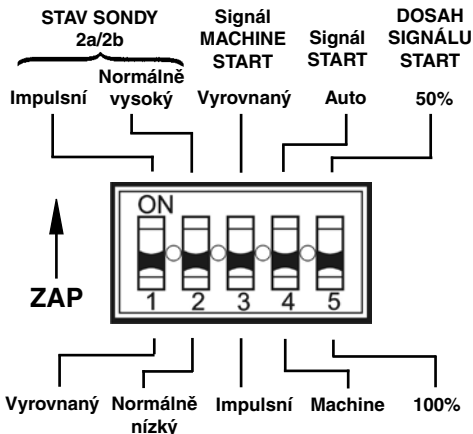 STAV SONDY
2a/2b
Impulsní
Normálně
vysoký
Signál
MACHINE
START
Vyrovnaný
Signál
START
Auto
DOSAH
SIGNÁLU
START
50%
ZAP
ON
1 2 3 4 5
Vyrovnaný
Normálně
nízký
Impulsní
Machine
100%